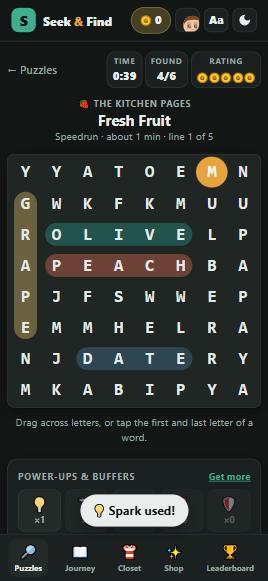 S Seek & Find 0 Aa
← Puzzles
TIME 0:39
FOUND 4/6
RATING
THE KITCHEN PAGES
Fresh Fruit
Speedrun · about 1 min · line 1 of 5
Y Y A T O E M N
G W K F K M U U
R O L I V E L P
A P E A C H B A
P J F S W W E P
E M M H E L R A
N J D A T E R Y
M K A B I P Y A
Drag across letters, or tap the first and last letter of a
word.
POWER-UPS & BUFFERS Get more
x1 x0
Spark used!
Puzzles Journey Closet Shop Leaderboard